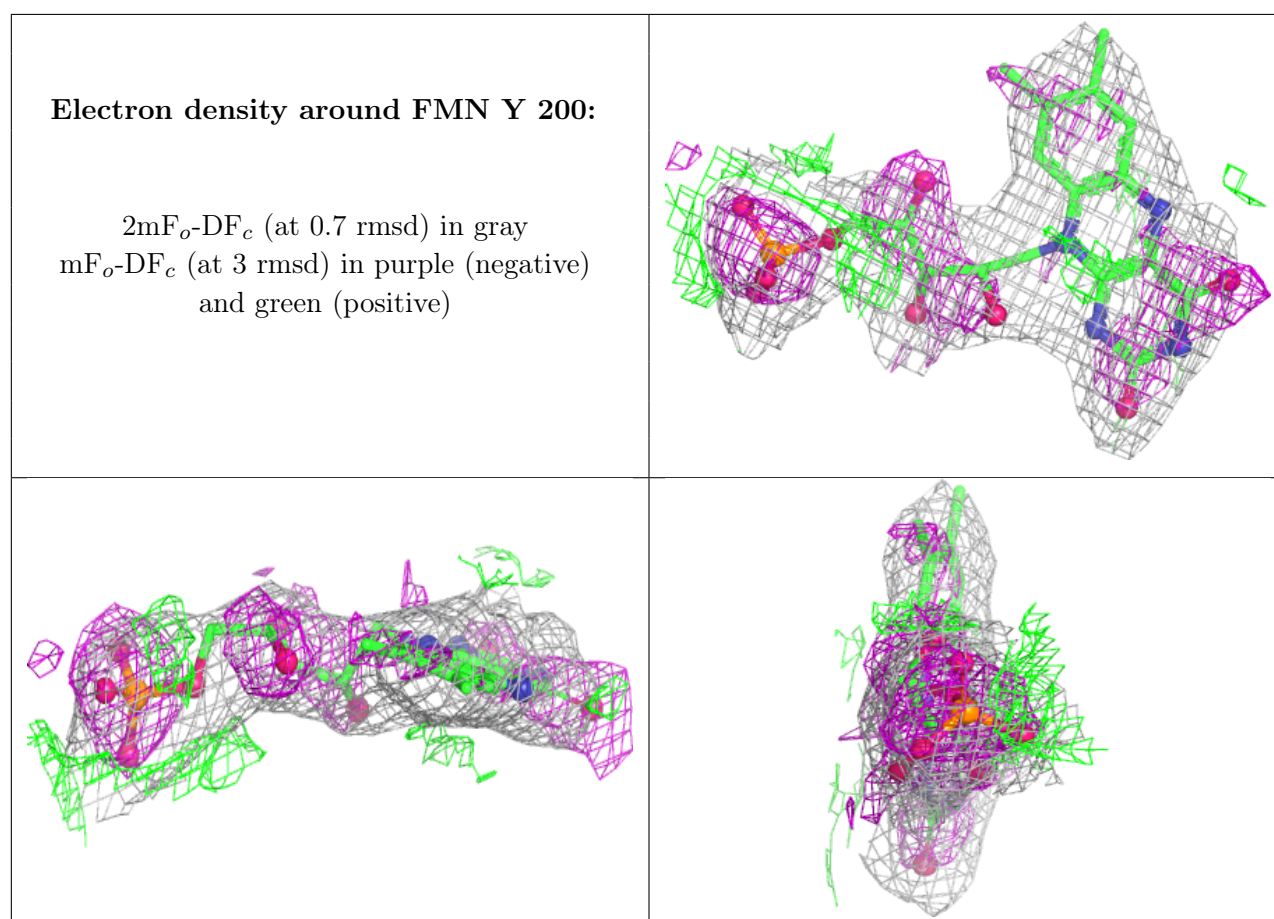 Electron density around FMN Y 200:
2mFo-DFc (at 0.7 rmsd) in gray
mFo-DFc (at 3 rmsd) in purple (negative)
and green (positive)